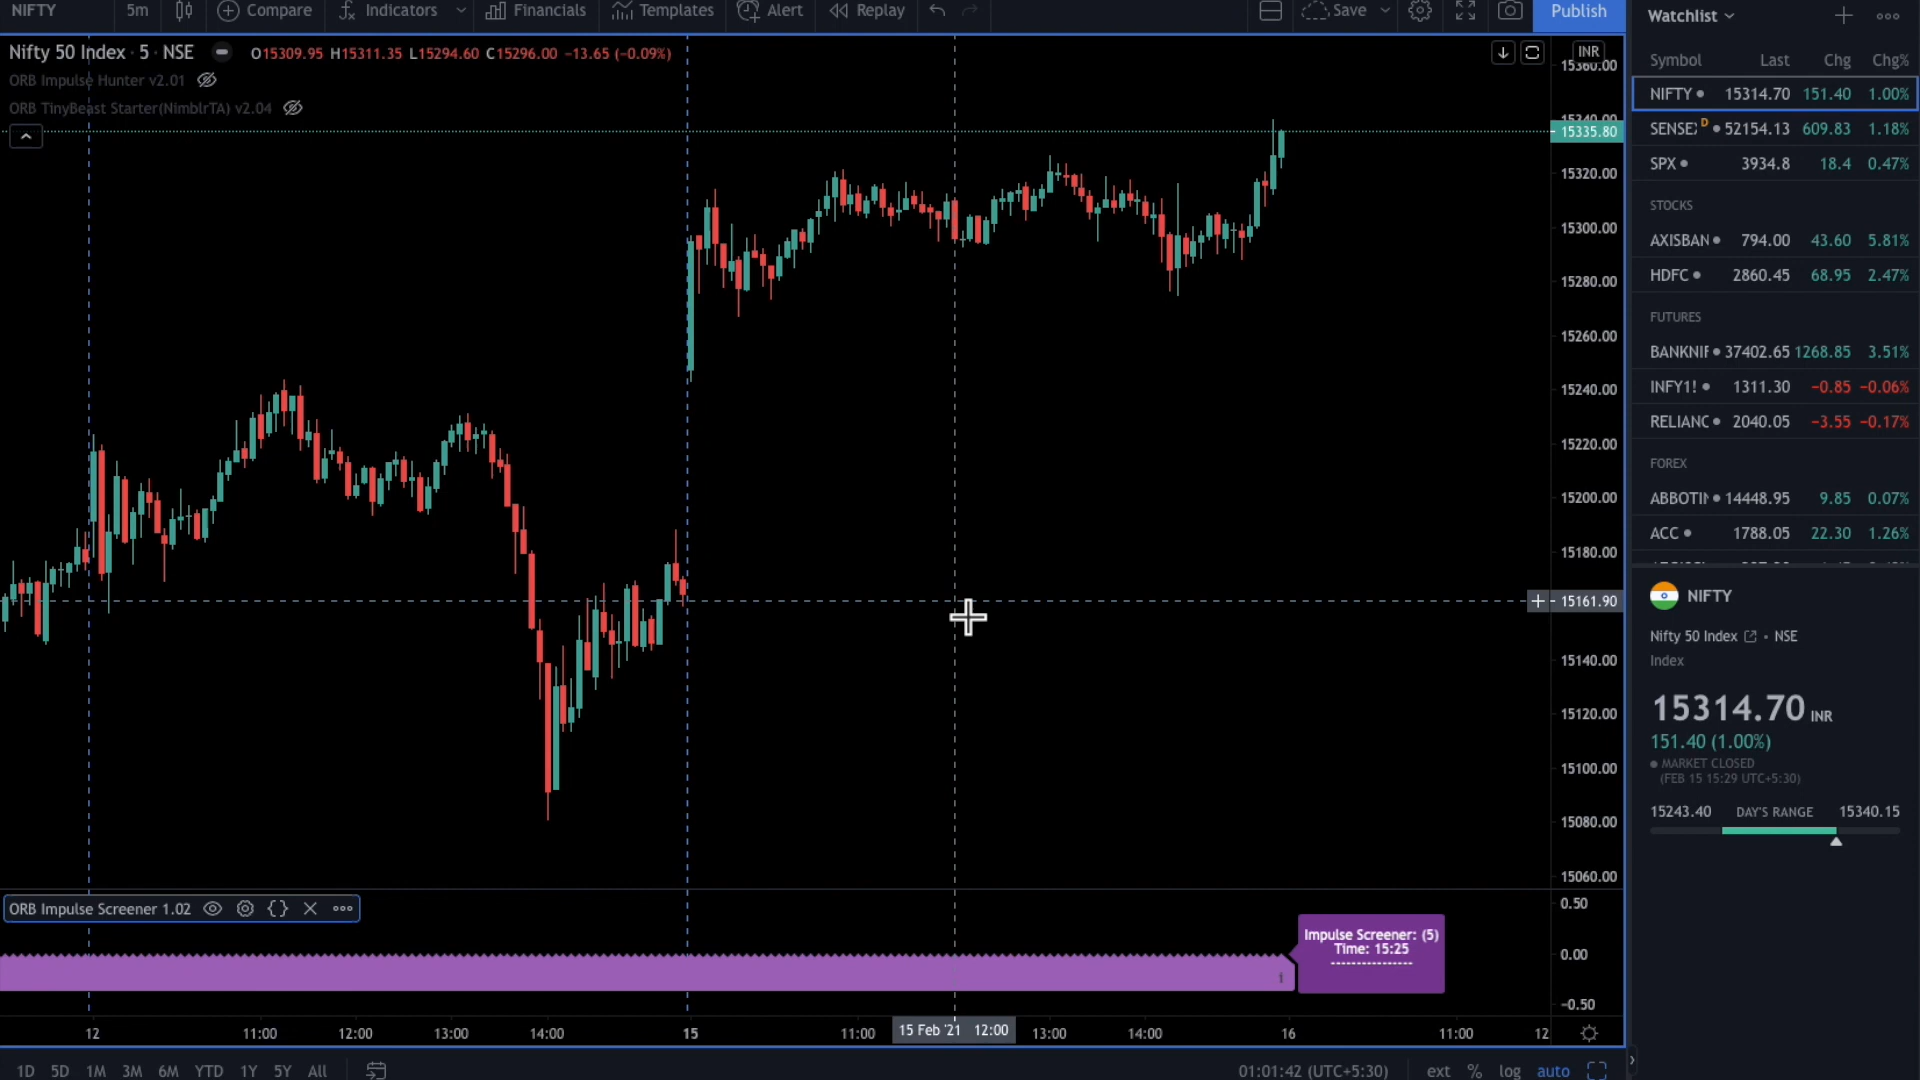 NIFTY 5m Compare Indicators Financials Templates Alert Replay Save Publish
Nifty 50 Index · 5 · NSE O15309.95 H15311.35 L15294.60 C15296.00 −13.65 (−0.09%)
ORB Impulse Hunter v2.01
ORB TinyBeast Starter(NimblrTA) v2.04
INR
15360.00
15340.00
15335.80
15320.00
15300.00
15280.00
15260.00
15240.00
15220.00
15200.00
15180.00
15161.90
15140.00
15120.00
15100.00
15080.00
15060.00
ORB Impulse Screener 1.02
Impulse Screener: (5)
Time: 15:25
----------------
0.50
0.00
−0.50
12 11:00 12:00 13:00 14:00 15 11:00 15 Feb '21 12:00 13:00 14:00 16 11:00 12
1D 5D 1M 3M 6M YTD 1Y 5Y All 01:01:42 (UTC+5:30) ext % log auto
Watchlist
Symbol Last Chg Chg%
NIFTY 15314.70 151.40 1.00%
SENSEX D 52154.13 609.83 1.18%
SPX 3934.8 18.4 0.47%
STOCKS
AXISBAN 794.00 43.60 5.81%
HDFC 2860.45 68.95 2.47%
FUTURES
BANKNIF 37402.65 1268.85 3.51%
INFY1! 1311.30 −0.85 −0.06%
RELIANC 2040.05 −3.55 −0.17%
FOREX
ABBOTIN 14448.95 9.85 0.07%
ACC 1788.05 22.30 1.26%
NIFTY
Nifty 50 Index · NSE
Index
15314.70 INR
151.40 (1.00%)
MARKET CLOSED
(FEB 15 15:29 UTC+5:30)
15243.40 DAY'S RANGE 15340.15